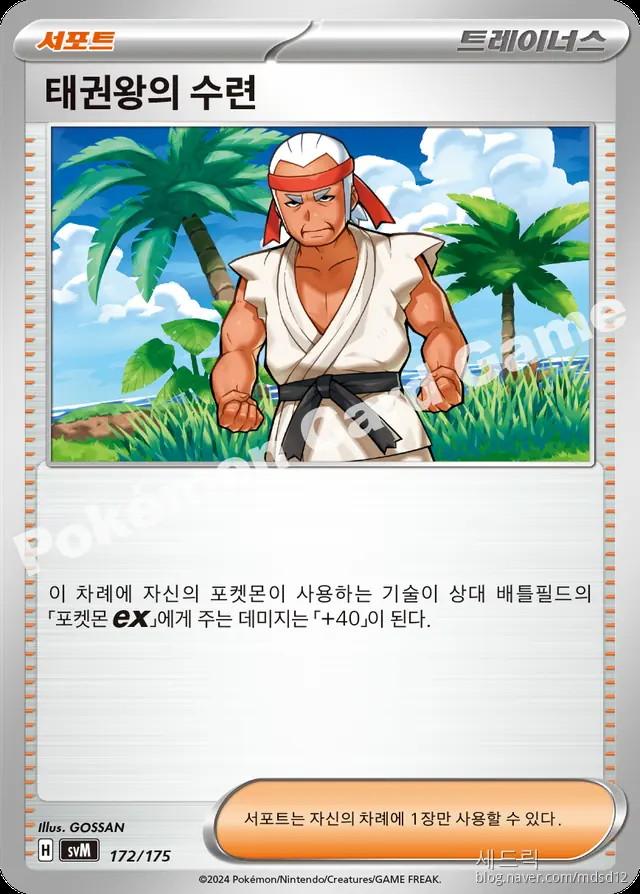 서포트
트레이너스
태권왕의 수련
Pokémon Card Game
이 차례에 자신의 포켓몬이 사용하는 기술이 상대 배틀필드의
「포켓몬 ex」에게 주는 데미지는 「+40」이 된다.
서포트는 자신의 차례에 1장만 사용할 수 있다.
Illus. GOSSAN
H svM 172/175
©2024 Pokémon/Nintendo/Creatures/GAME FREAK.
세드릭
blog.naver.com/mdsd12